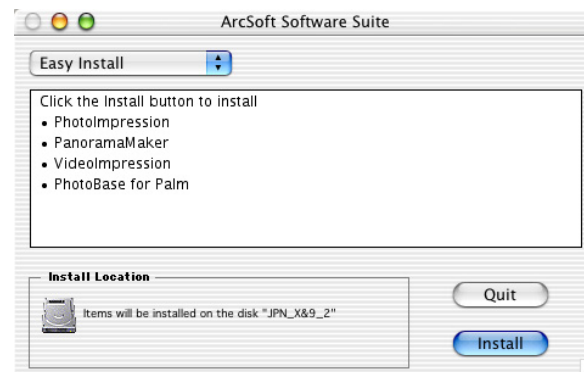 ArcSoft Software Suite
Easy Install
Click the Install button to install
• PhotoImpression
• PanoramaMaker
• VideoImpression
• PhotoBase for Palm
Install Location
Items will be installed on the disk "JPN_X&9_2"
Quit
Install